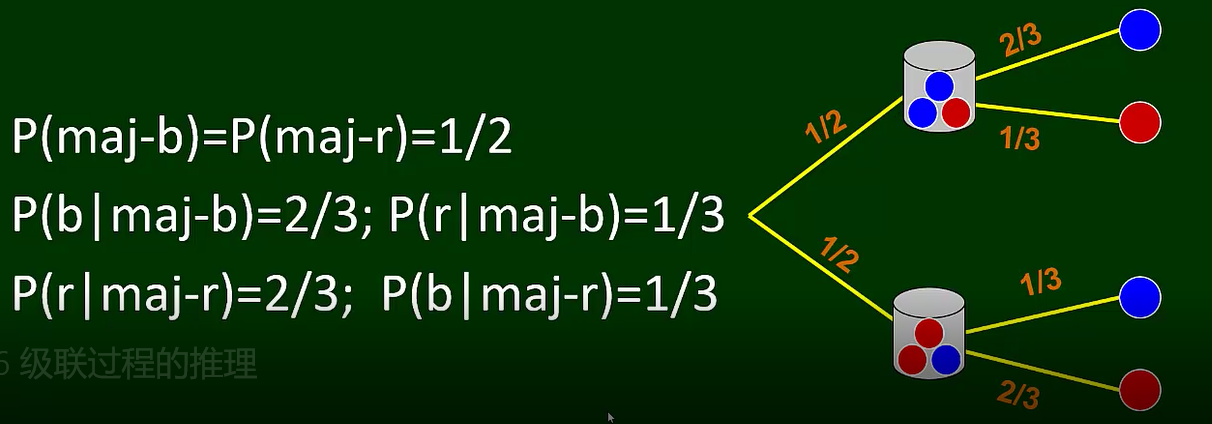 P(maj-b)=P(maj-r)=1/2
P(b|maj-b)=2/3; P(r|maj-b)=1/3
P(r|maj-r)=2/3; P(b|maj-r)=1/3
6 级联过程的推理
1/2
1/2
2/3
1/3
1/3
2/3